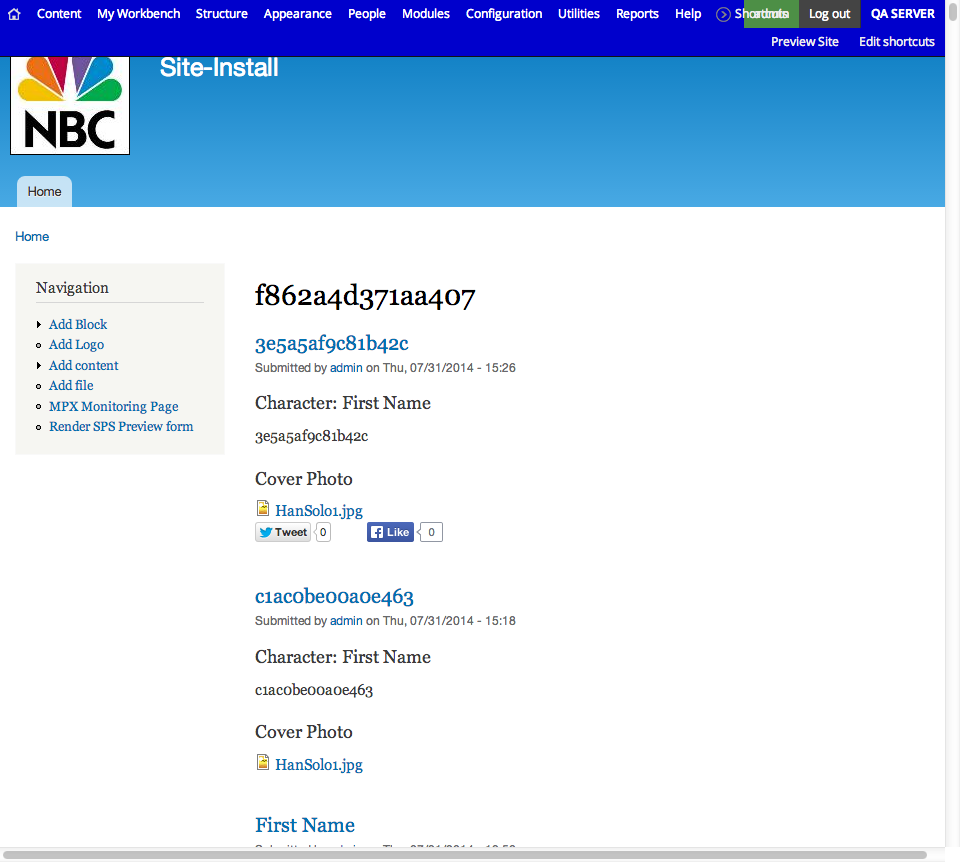 Content My Workbench Structure Appearance People Modules Configuration Utilities Reports Help Shortcuts admin Log out QA SERVER
Preview Site Edit shortcuts
Site-Install
NBC
Home
Home
Navigation
Add Block
Add Logo
Add content
Add file
MPX Monitoring Page
Render SPS Preview form
f862a4d371aa407
3e5a5af9c81b42c
Submitted by admin on Thu, 07/31/2014 - 15:26
Character: First Name
3e5a5af9c81b42c
Cover Photo
HanSolo1.jpg
Tweet 0 Like 0
c1ac0be00a0e463
Submitted by admin on Thu, 07/31/2014 - 15:18
Character: First Name
c1ac0be00a0e463
Cover Photo
HanSolo1.jpg
First Name